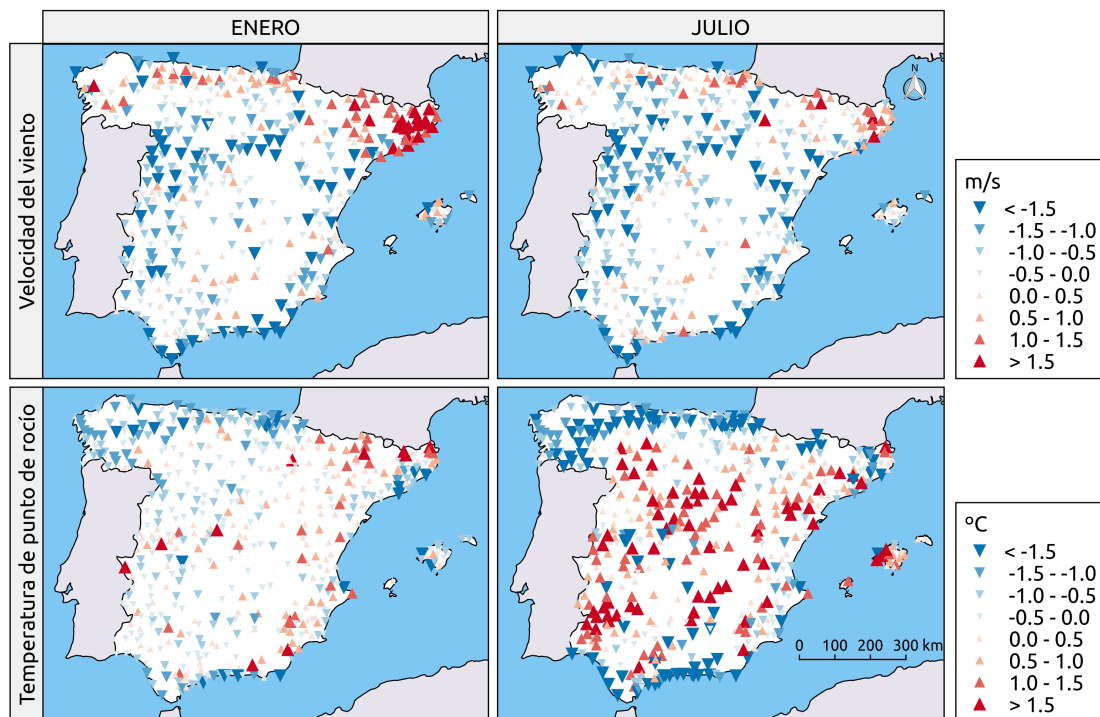 ENERO
JULIO
Velocidad del viento
N
m/s
< -1.5
-1.5 - -1.0
-1.0 - -0.5
-0.5 - 0.0
0.0 - 0.5
0.5 - 1.0
1.0 - 1.5
> 1.5
Temperatura de punto de rocío
0 100 200 300 km
ºC
< -1.5
-1.5 - -1.0
-1.0 - -0.5
-0.5 - 0.0
0.0 - 0.5
0.5 - 1.0
1.0 - 1.5
> 1.5